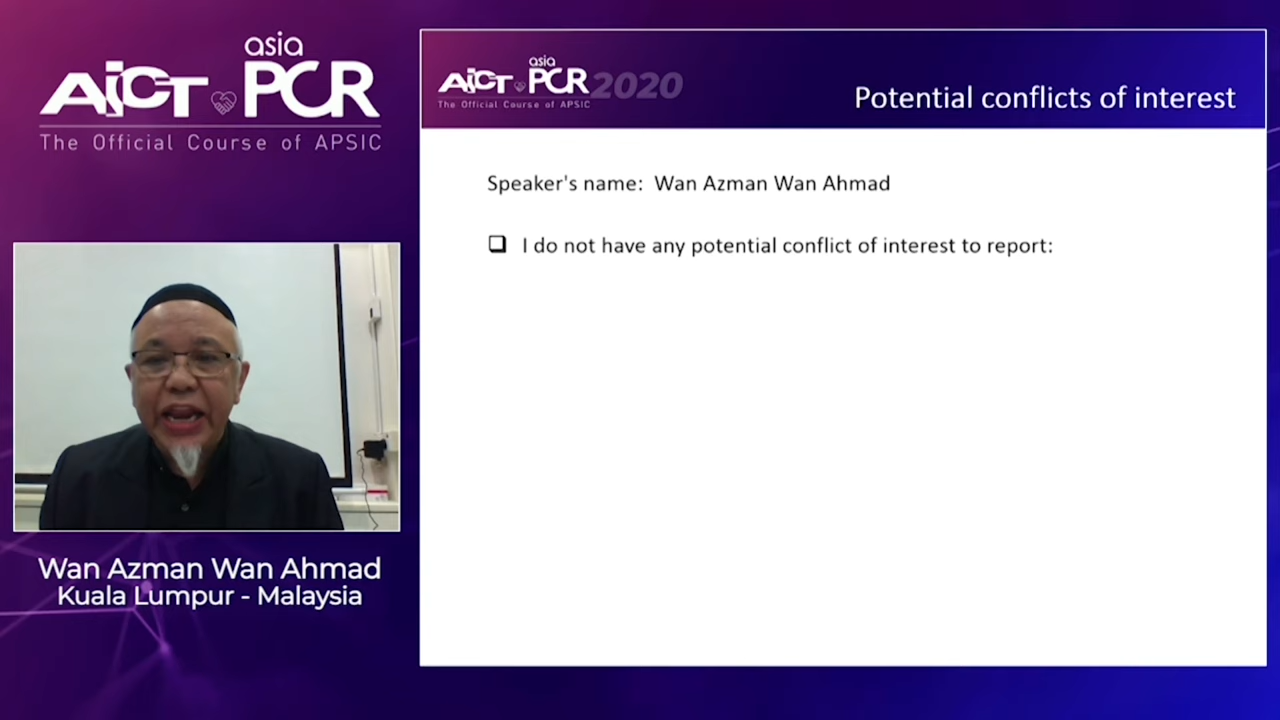 asia
AICT PCR
The Official Course of APSIC
Wan Azman Wan Ahmad
Kuala Lumpur - Malaysia
asia
AICT PCR 2020
The Official Course of APSIC
Potential conflicts of interest
Speaker's name: Wan Azman Wan Ahmad
I do not have any potential conflict of interest to report: